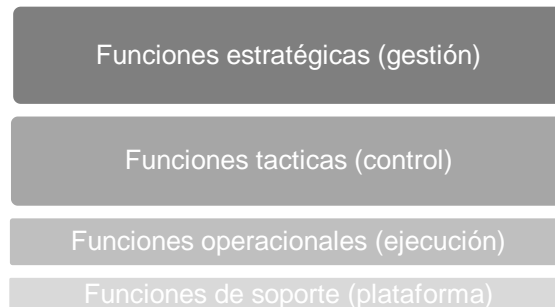 Funciones estratégicas (gestión)
Funciones tacticas (control)
Funciones operacionales (ejecución)
Funciones de soporte (plataforma)